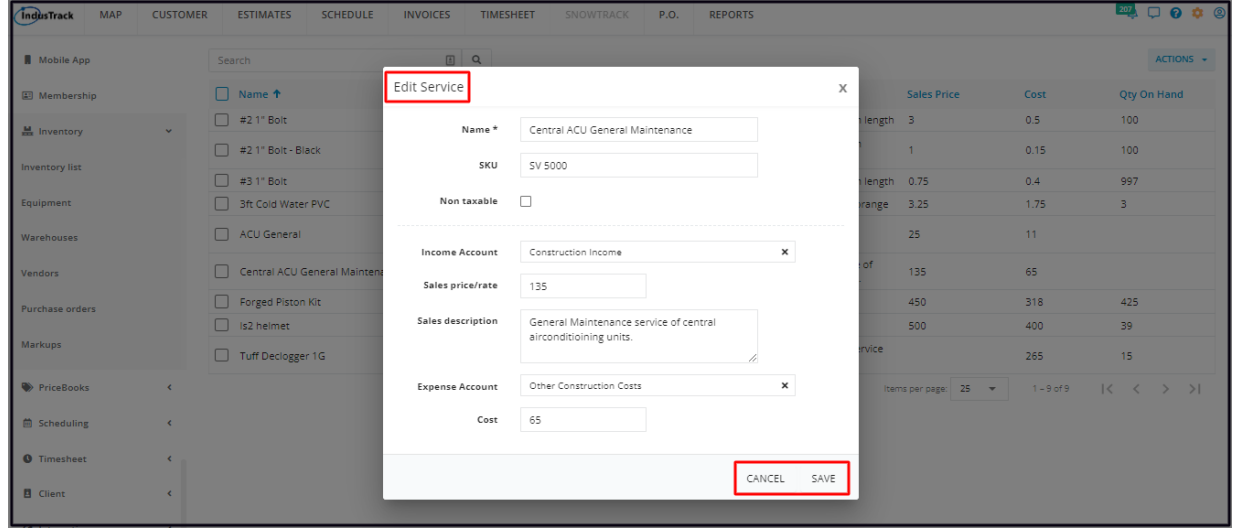 IndusTrack MAP CUSTOMER ESTIMATES SCHEDULE INVOICES TIMESHEET SNOWTRACK P.O. REPORTS 207
Mobile App
Membership
Inventory
Inventory list
Equipment
Warehouses
Vendors
Purchase orders
Markups
PriceBooks
Scheduling
Timesheet
Client
Search ACTIONS
Name Sales Price Cost Qty On Hand
#2 1" Bolt length 3 0.5 100
#2 1" Bolt - Black 1 0.15 100
#3 1" Bolt length 0.75 0.4 997
3ft Cold Water PVC orange 3.25 1.75 3
ACU General 25 11
Central ACU General Maintena of 135 65
Forged Piston Kit 450 318 425
ls2 helmet 500 400 39
Tuff Declogger 1G ervice 265 15
Items per page: 25 1 – 9 of 9
Edit Service X
Name * Central ACU General Maintenance
SKU SV 5000
Non taxable
Income Account Construction Income ×
Sales price/rate 135
Sales description General Maintenance service of central
airconditioining units.
Expense Account Other Construction Costs ×
Cost 65
CANCEL SAVE